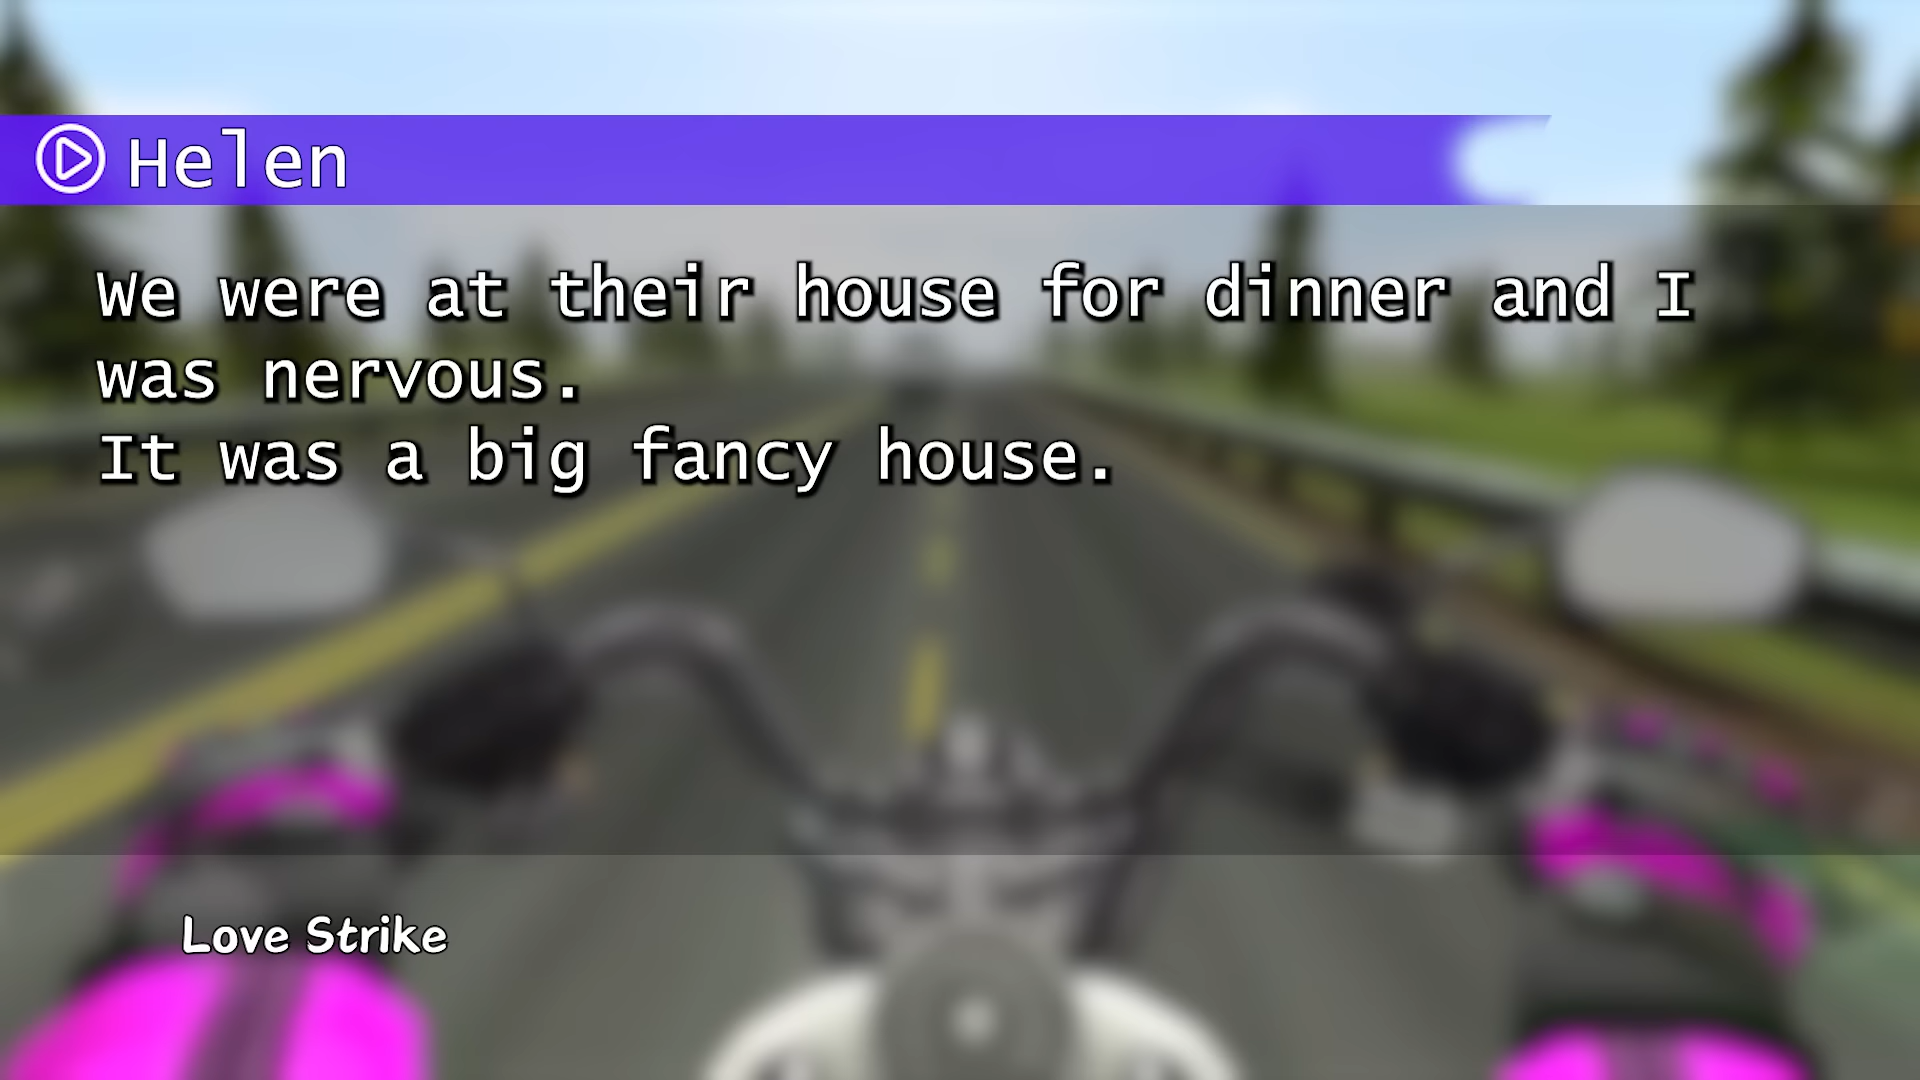 Helen
We were at their house for dinner and I
was nervous.
It was a big fancy house.
Love Strike